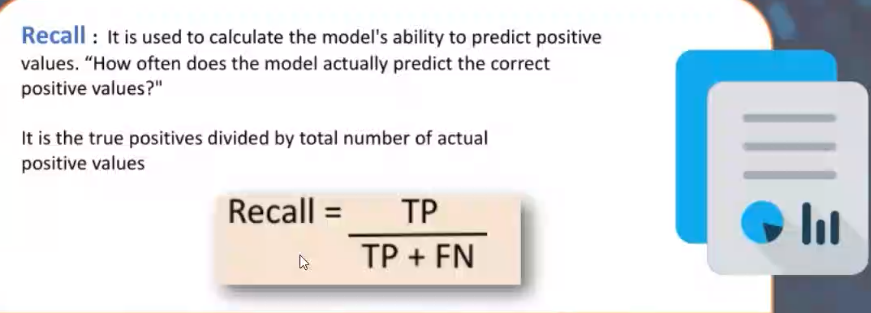 Recall : It is used to calculate the model's ability to predict positive
values. “How often does the model actually predict the correct
positive values?"
It is the true positives divided by total number of actual
positive values
Recall = TP
TP + FN